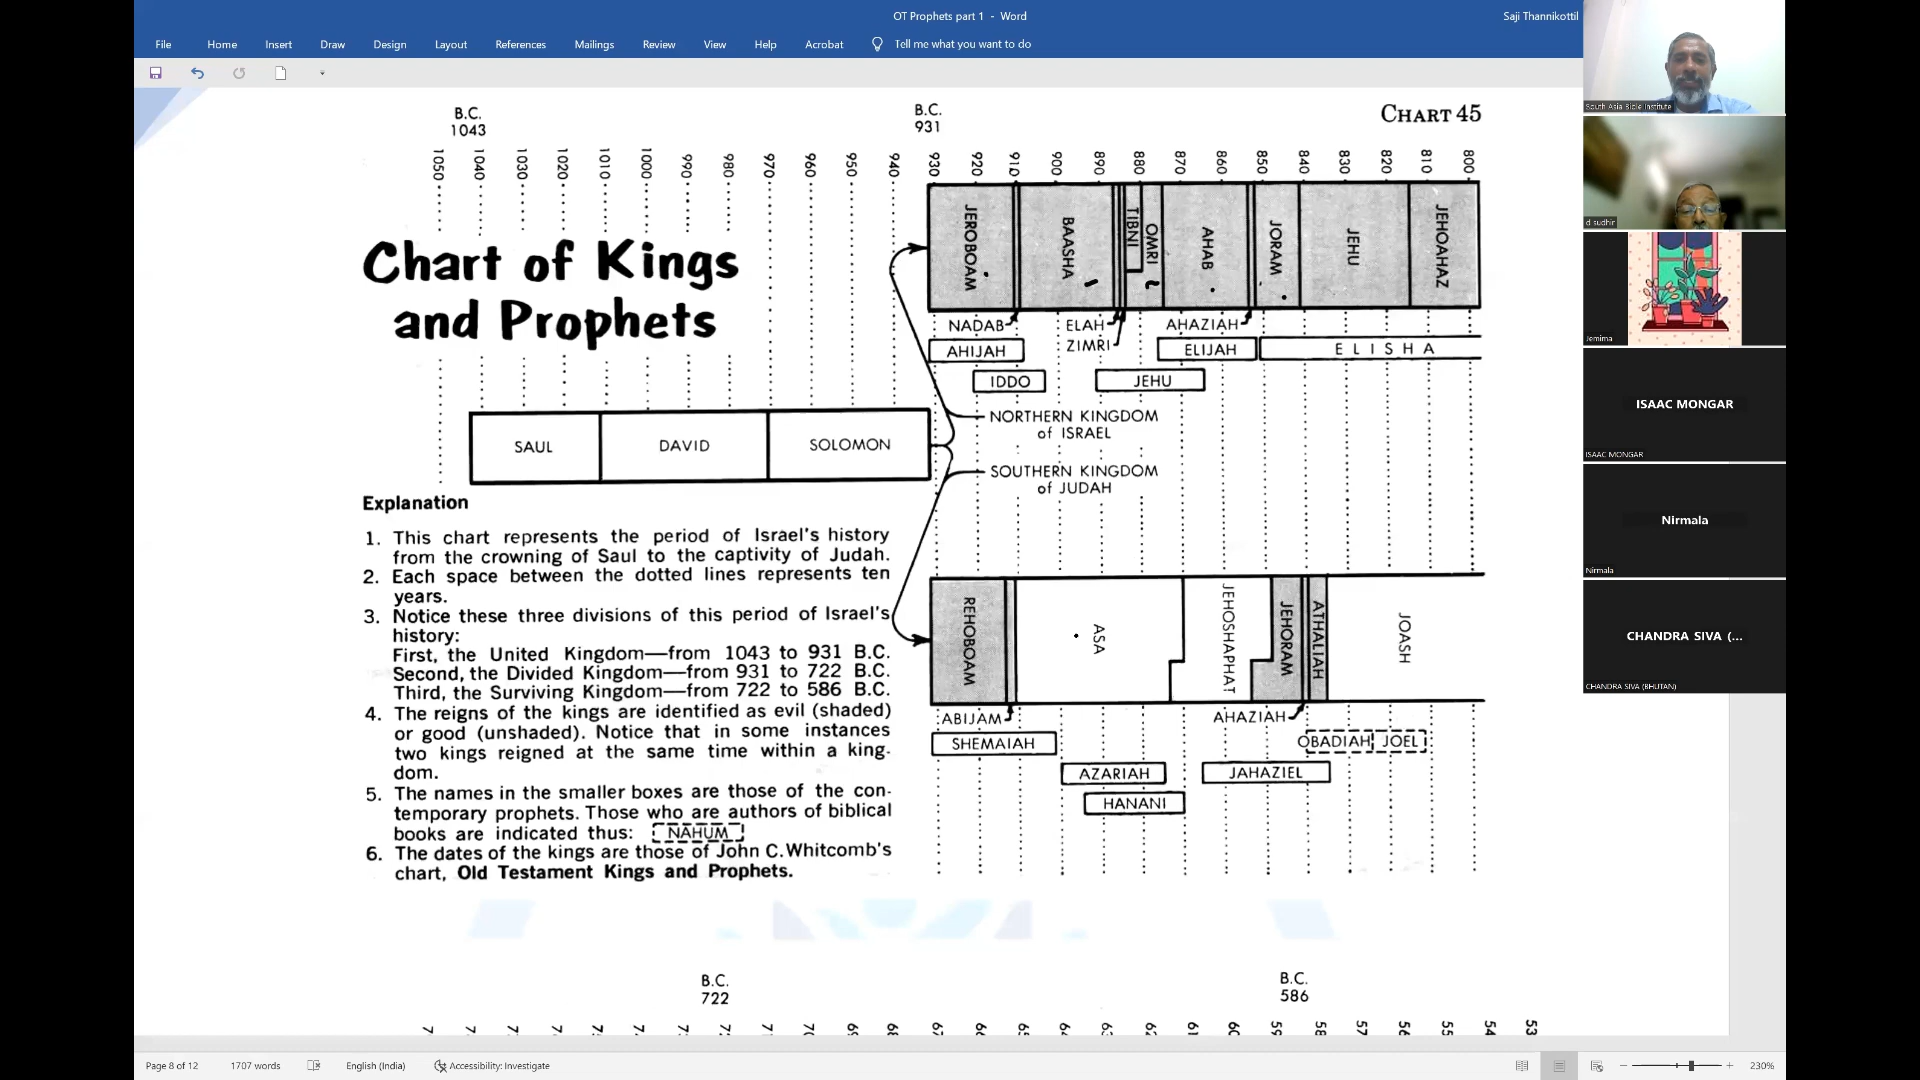 OT Prophets part 1 - Word
Saji Thannikottil
File Home Insert Draw Design Layout References Mailings Review View Help Acrobat Tell me what you want to do
B.C.
1043
B.C.
931
CHART 45
1050 1040 1030 1020 1010 1000 990 980 970 960 950 940 930 920 910 900 890 880 870 860 850 840 830 820 810 800
Chart of Kings
and Prophets
JEROBOAM
BAASHA
TIBNI
OMRI
AHAB
JORAM
JEHU
JEHOAHAZ
NADAB
ELAH
ZIMRI
AHAZIAH
AHIJAH
ELIJAH
ELISHA
IDDO
JEHU
NORTHERN KINGDOM
of ISRAEL
SAUL
DAVID
SOLOMON
SOUTHERN KINGDOM
of JUDAH
REHOBOAM
ASA
JEHOSHAPHAT
JEHORAM
ATHALIAH
JOASH
ABIJAM
AHAZIAH
SHEMAIAH
OBADIAH
JOEL
AZARIAH
JAHAZIEL
HANANI
Explanation
1. This chart represents the period of Israel's history
from the crowning of Saul to the captivity of Judah.
2. Each space between the dotted lines represents ten
years.
3. Notice these three divisions of this period of Israel's
history:
First, the United Kingdom—from 1043 to 931 B.C.
Second, the Divided Kingdom—from 931 to 722 B.C.
Third, the Surviving Kingdom—from 722 to 586 B.C.
4. The reigns of the kings are identified as evil (shaded)
or good (unshaded). Notice that in some instances
two kings reigned at the same time within a king-
dom.
5. The names in the smaller boxes are those of the con-
temporary prophets. Those who are authors of biblical
books are indicated thus: NAHUM
6. The dates of the kings are those of John C.Whitcomb's
chart, Old Testament Kings and Prophets.
B.C.
722
B.C.
586
South Asia Bible Institute
d sudhir
Jemima
ISAAC MONGAR
ISAAC MONGAR
Nirmala
Nirmala
CHANDRA SIVA (...
CHANDRA SIVA (BHUTAN)
Page 8 of 12
1707 words
English (India)
Accessibility: Investigate
230%